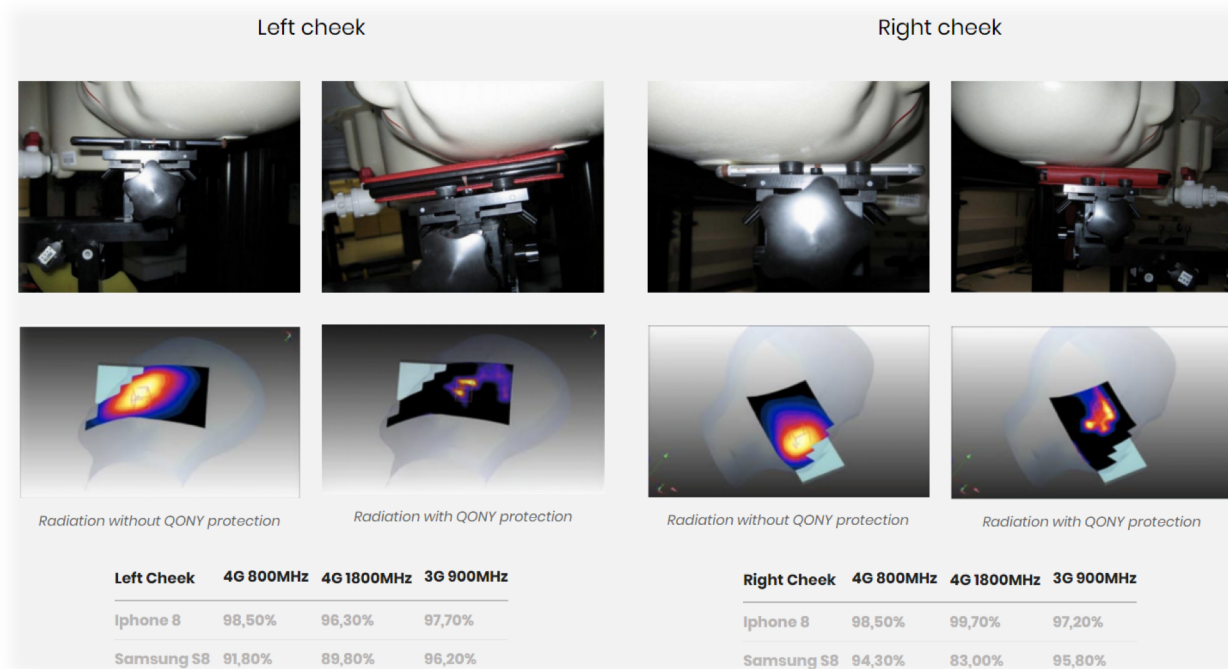 Left cheek
Right cheek
Radiation without QONY protection
Radiation with QONY protection
Radiation without QONY protection
Radiation with QONY protection
Left Cheek 4G 800MHz 4G 1800MHz 3G 900MHz
Iphone 8 98,50% 96,30% 97,70%
Samsung S8 91,80% 89,80% 96,20%
Right Cheek 4G 800MHz 4G 1800MHz 3G 900MHz
Iphone 8 98,50% 99,70% 97,20%
Samsung S8 94,30% 83,00% 95,80%